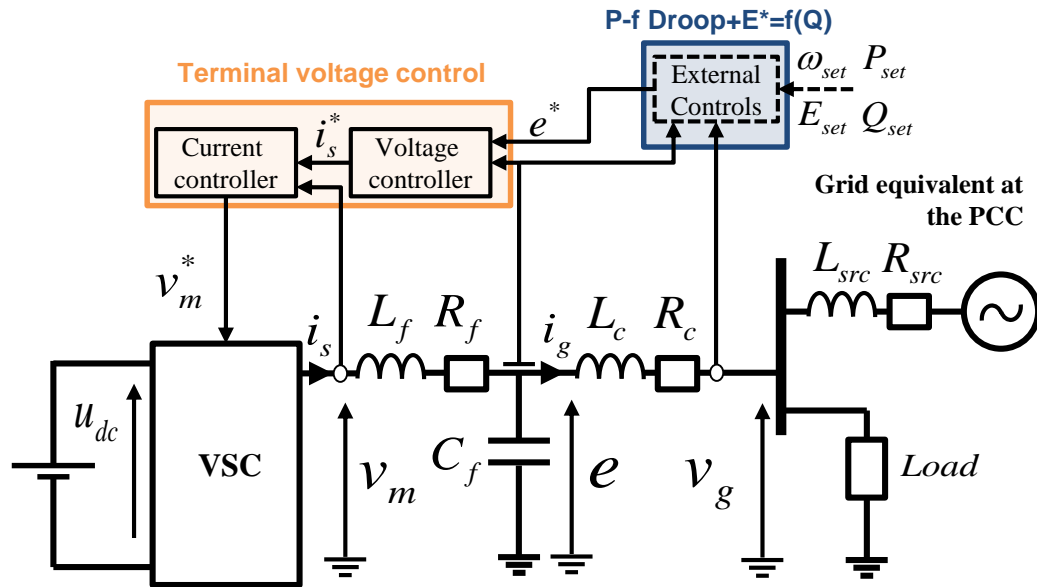 P-f Droop+E*=f(Q)
Terminal voltage control
External
Controls
ω_set P_set
E_set Q_set
e*
i_s*
Current
controller
Voltage
controller
Grid equivalent at
the PCC
v_m*
L_src R_src
i_s
L_f R_f
i_g
L_c R_c
u_dc
VSC
v_m
C_f
e
v_g
Load